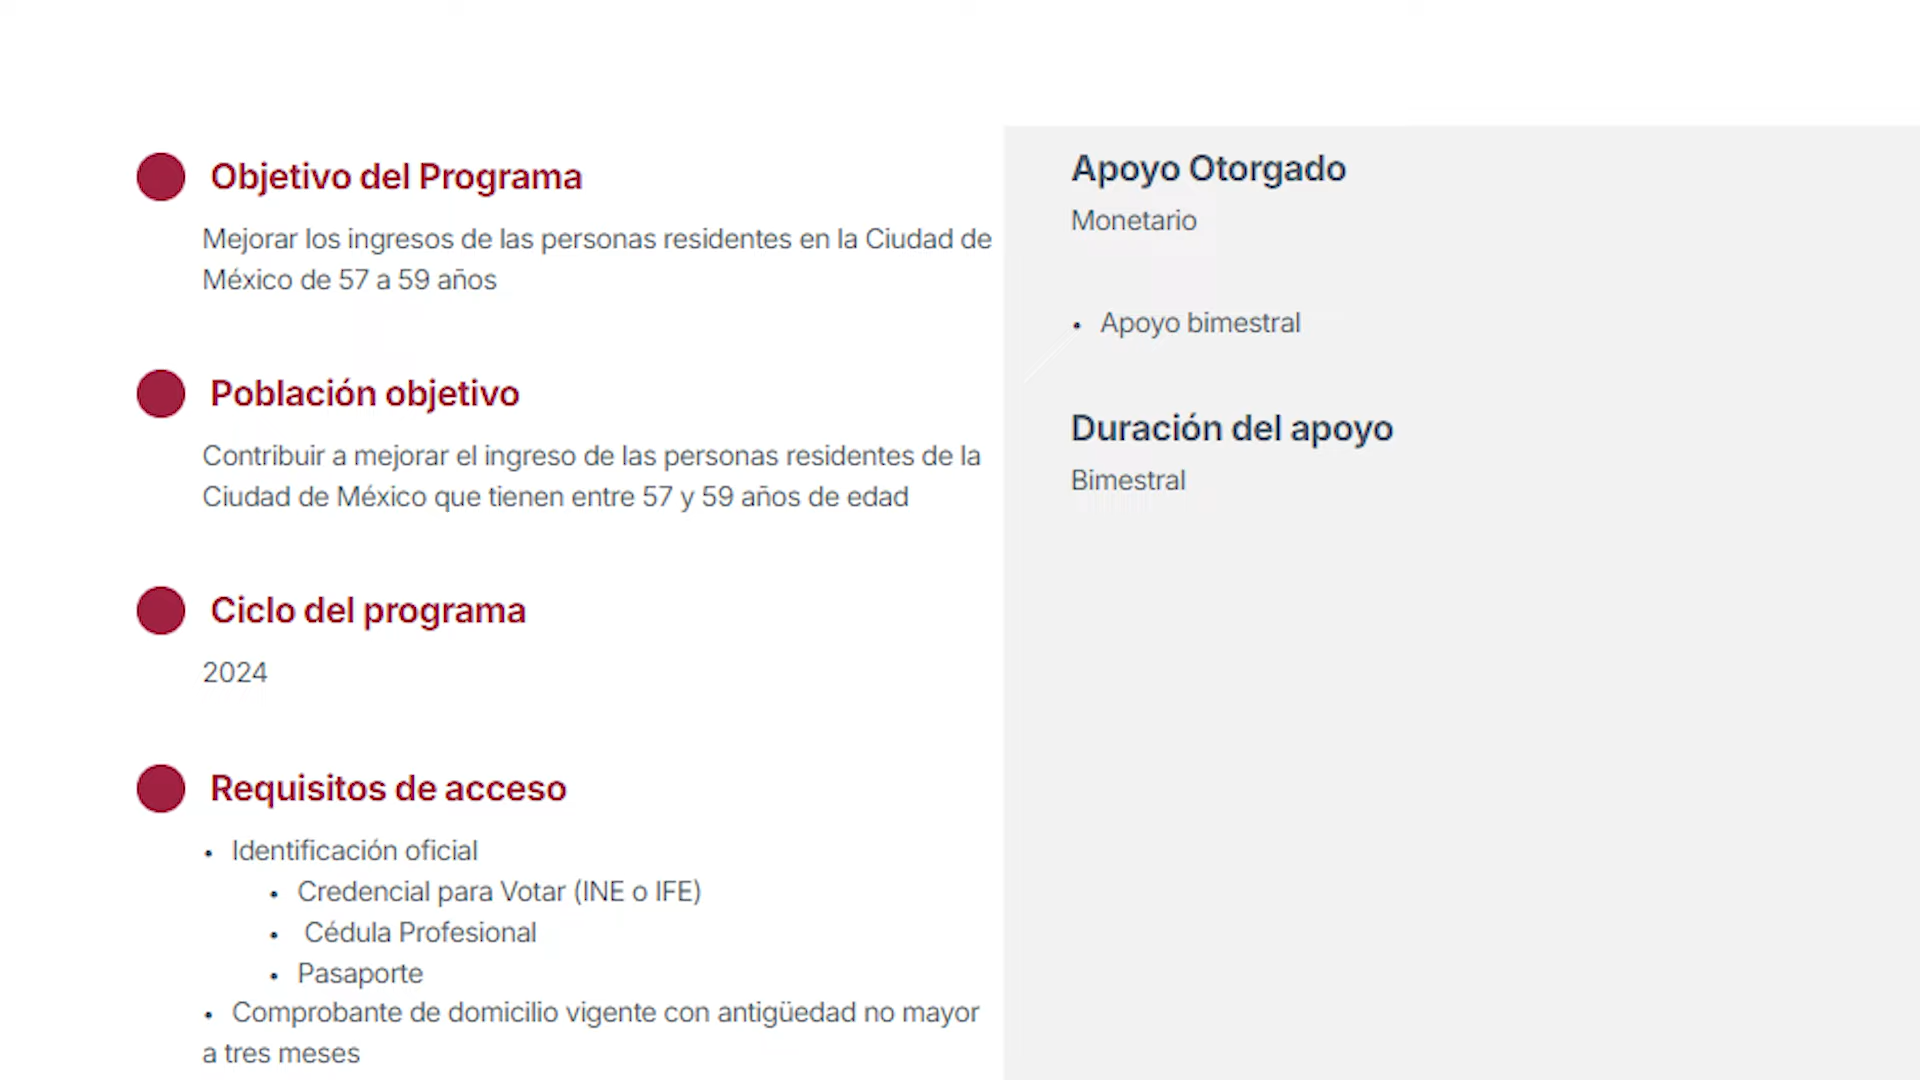 Objetivo del Programa
Mejorar los ingresos de las personas residentes en la Ciudad de
México de 57 a 59 años
Población objetivo
Contribuir a mejorar el ingreso de las personas residentes de la
Ciudad de México que tienen entre 57 y 59 años de edad
Ciclo del programa
2024
Requisitos de acceso
• Identificación oficial
• Credencial para Votar (INE o IFE)
• Cédula Profesional
• Pasaporte
• Comprobante de domicilio vigente con antigüedad no mayor
a tres meses
Apoyo Otorgado
Monetario
• Apoyo bimestral
Duración del apoyo
Bimestral